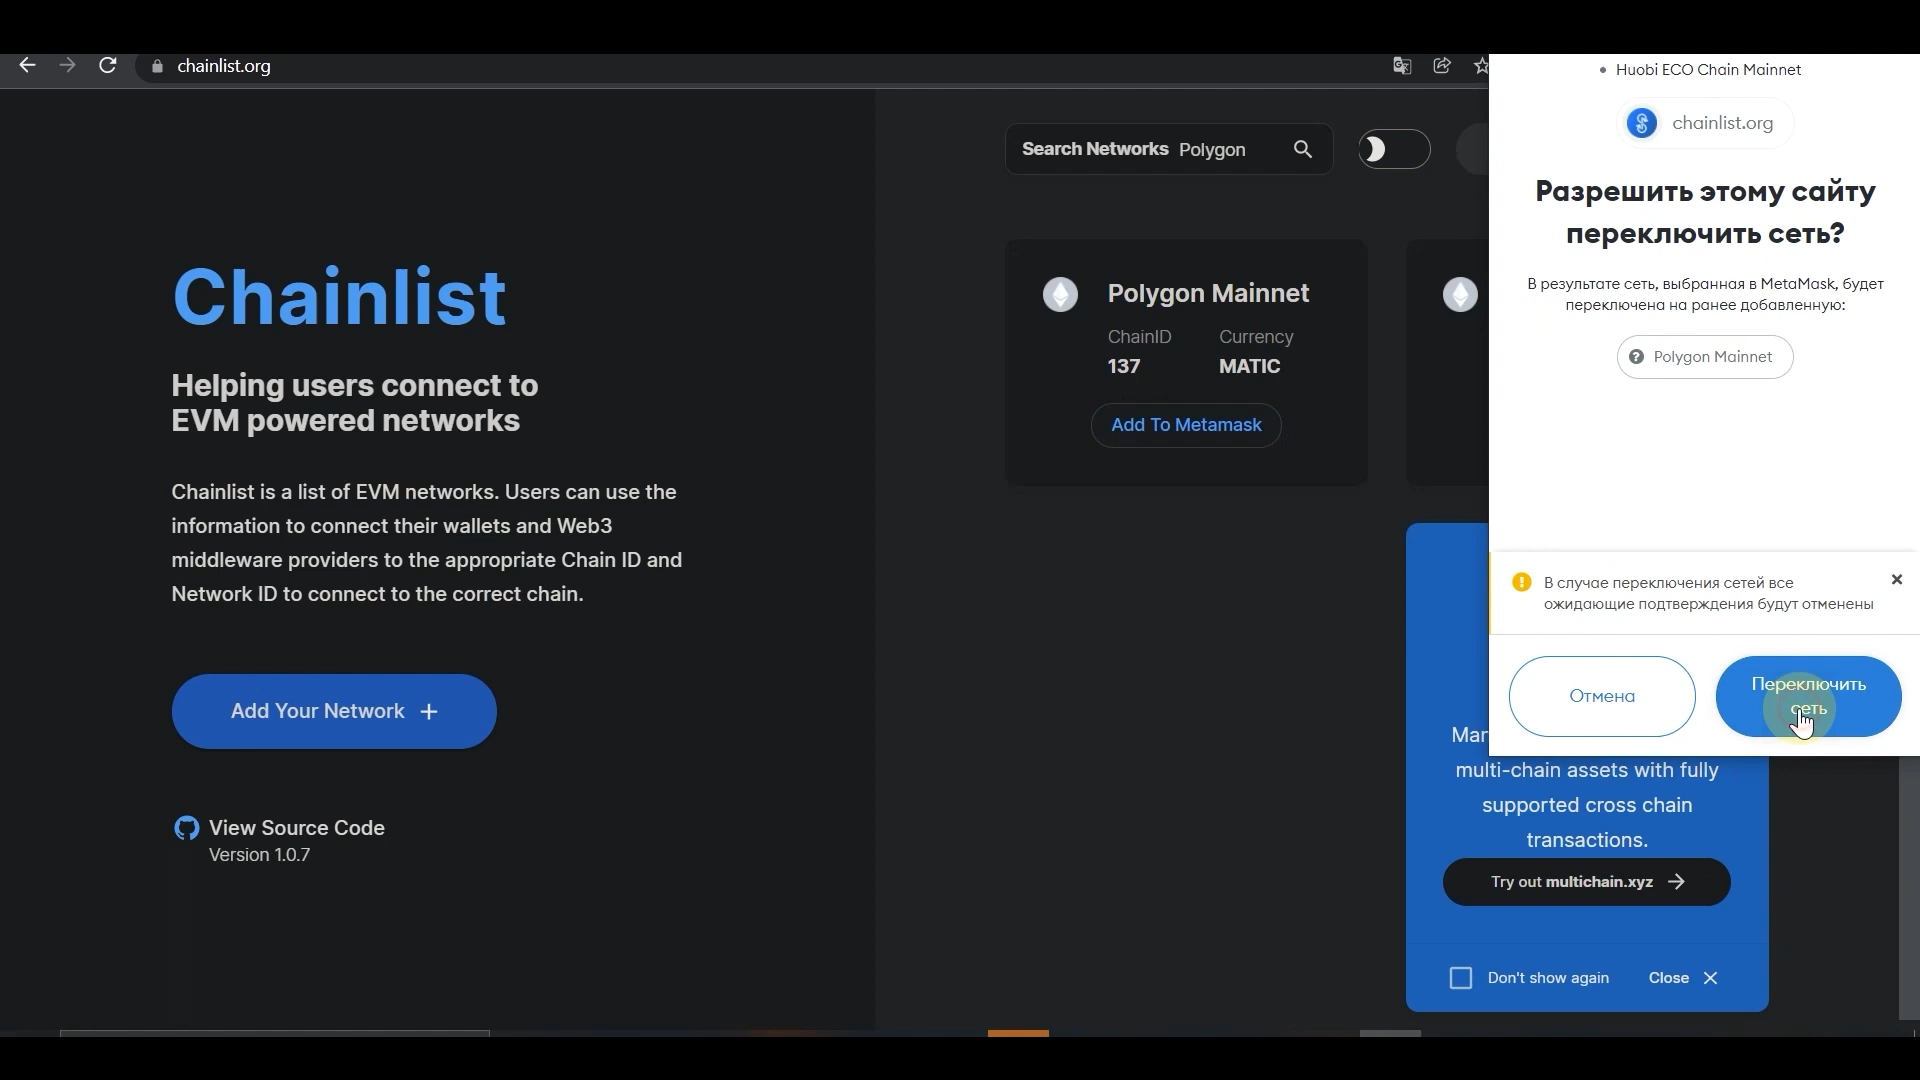 chainlist.org
Search Networks Polygon
Chainlist
Helping users connect to
EVM powered networks
Chainlist is a list of EVM networks. Users can use the
information to connect their wallets and Web3
middleware providers to the appropriate Chain ID and
Network ID to connect to the correct chain.
Add Your Network +
View Source Code
Version 1.0.7
Polygon Mainnet
ChainID Currency
137 MATIC
Add To Metamask
multi-chain assets with fully
supported cross chain
transactions.
Try out multichain.xyz
Don't show again Close
Huobi ECO Chain Mainnet
chainlist.org
Разрешить этому сайту
переключить сеть?
В результате сеть, выбранная в MetaMask, будет
переключена на ранее добавленную:
Polygon Mainnet
В случае переключения сетей все
ожидающие подтверждения будут отменены
Отмена
Переключить
сеть